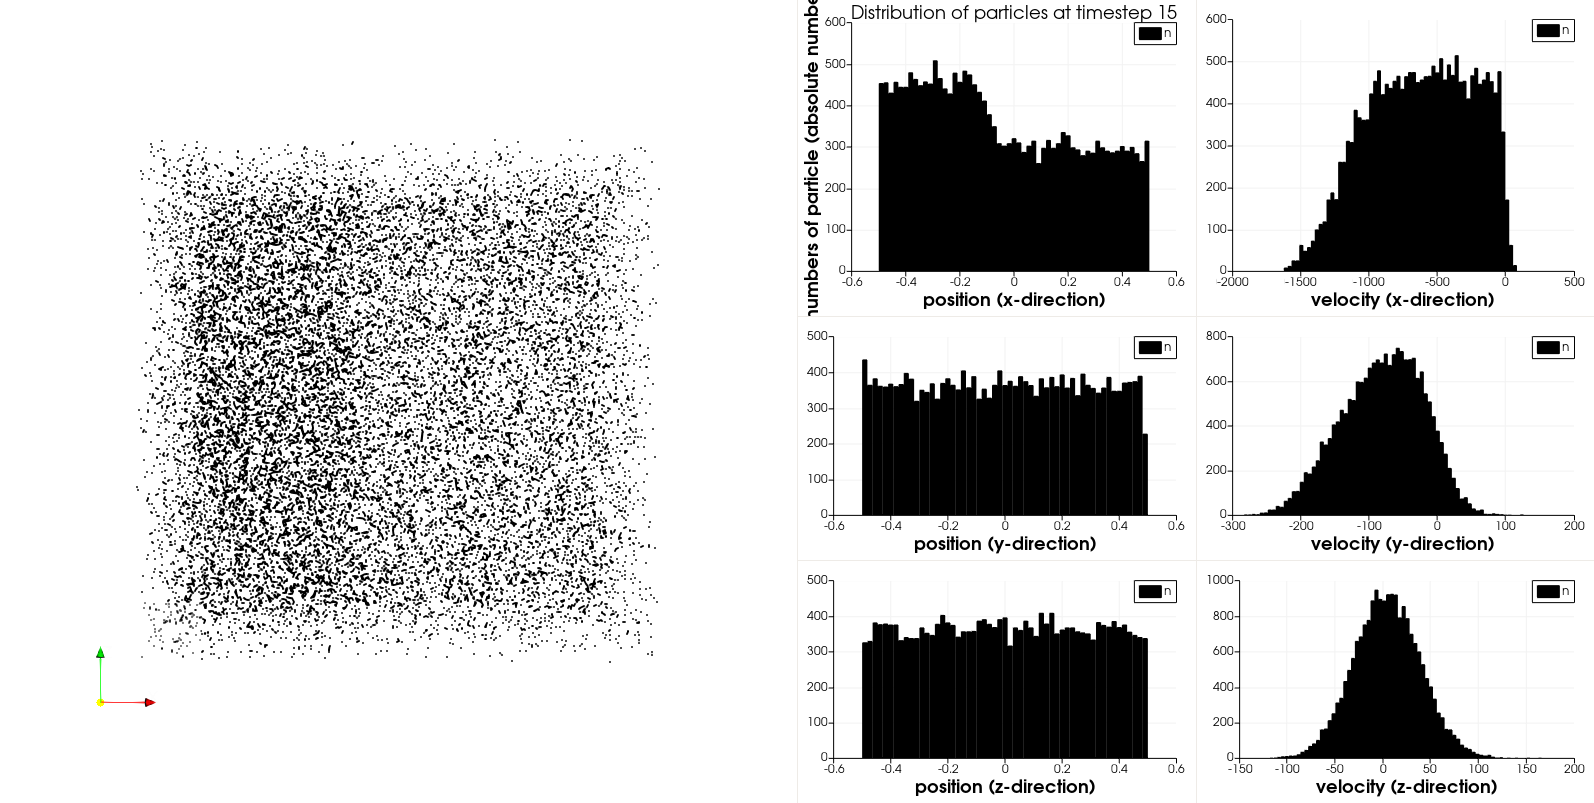 Distribution of particles at timestep 15
numbers of particle (absolute numbe
600
500
400
300
200
100
0
n
-0.6 -0.4 -0.2 0 0.2 0.4 0.6
position (x-direction)
600
500
400
300
200
100
0
n
-2000 -1500 -1000 -500 0 500
velocity (x-direction)
500
400
300
200
100
0
n
-0.6 -0.4 -0.2 0 0.2 0.4 0.6
position (y-direction)
800
600
400
200
0
n
-300 -200 -100 0 100 200
velocity (y-direction)
500
400
300
200
100
0
n
-0.6 -0.4 -0.2 0 0.2 0.4 0.6
position (z-direction)
1000
800
600
400
200
0
n
-150 -100 -50 0 50 100 150 200
velocity (z-direction)